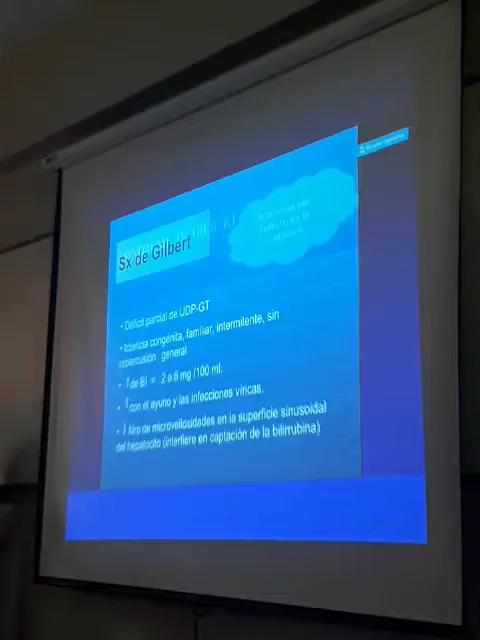 Sx de Gilbert
• Déficit parcial de UDP-GT
• Ictericia congénita, familiar, intermitente, sin
repercusión general
• ↑ de BI = 2 a 6 mg /100 ml.
• ↑ con el ayuno y las infecciones víricas.
• ↓ Nro de microvellosidades en la superficie sinusoidal
del hepatocito (interfiere en captación de la bilirrubina)